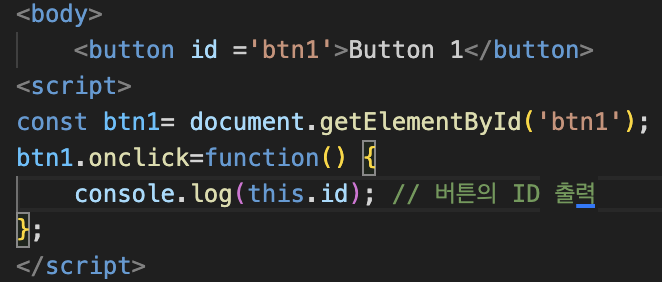 <body>
<button id ='btn1'>Button 1</button>
<script>
const btn1= document.getElementById('btn1');
btn1.onclick=function() {
console.log(this.id); // 버튼의 ID 출력
};
</script>